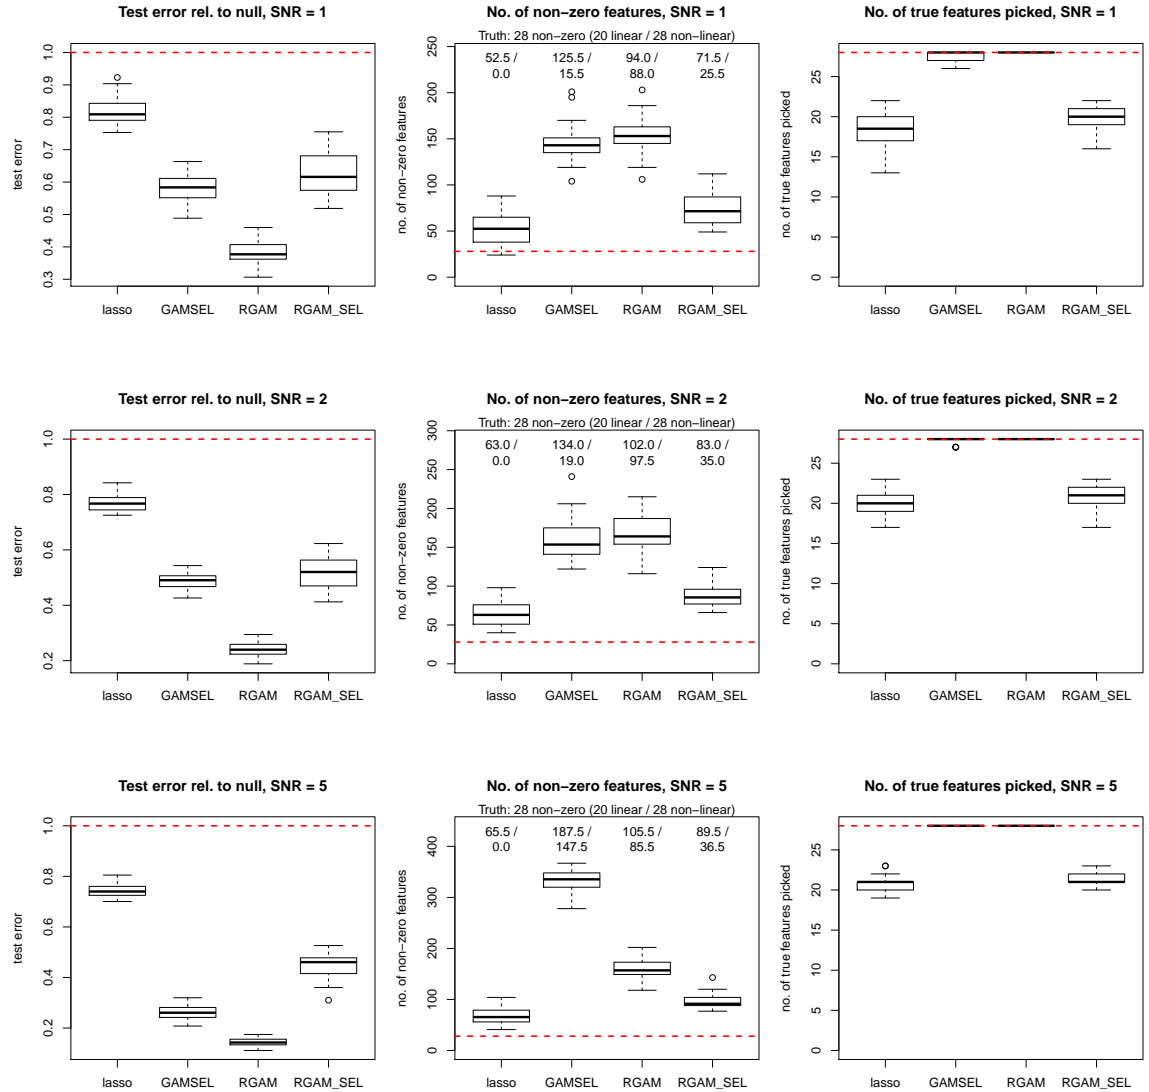 Test error rel. to null, SNR = 1
test error
1.0
0.9
0.8
0.7
0.6
0.5
0.4
0.3
lasso GAMSEL RGAM RGAM_SEL
No. of non−zero features, SNR = 1
Truth: 28 non−zero (20 linear / 28 non−linear)
52.5 / 125.5 / 94.0 / 71.5 /
0.0 15.5 88.0 25.5
no. of non−zero features
250
200
150
100
50
0
lasso GAMSEL RGAM RGAM_SEL
No. of true features picked, SNR = 1
no. of true features picked
25
20
15
10
5
0
lasso GAMSEL RGAM RGAM_SEL
Test error rel. to null, SNR = 2
test error
1.0
0.8
0.6
0.4
0.2
lasso GAMSEL RGAM RGAM_SEL
No. of non−zero features, SNR = 2
Truth: 28 non−zero (20 linear / 28 non−linear)
63.0 / 134.0 / 102.0 / 83.0 /
0.0 19.0 97.5 35.0
no. of non−zero features
300
250
200
150
100
50
0
lasso GAMSEL RGAM RGAM_SEL
No. of true features picked, SNR = 2
no. of true features picked
25
20
15
10
5
0
lasso GAMSEL RGAM RGAM_SEL
Test error rel. to null, SNR = 5
test error
1.0
0.8
0.6
0.4
0.2
lasso GAMSEL RGAM RGAM_SEL
No. of non−zero features, SNR = 5
Truth: 28 non−zero (20 linear / 28 non−linear)
65.5 / 187.5 / 105.5 / 89.5 /
0.0 147.5 85.5 36.5
no. of non−zero features
400
300
200
100
0
lasso GAMSEL RGAM RGAM_SEL
No. of true features picked, SNR = 5
no. of true features picked
25
20
15
10
5
0
lasso GAMSEL RGAM RGAM_SEL